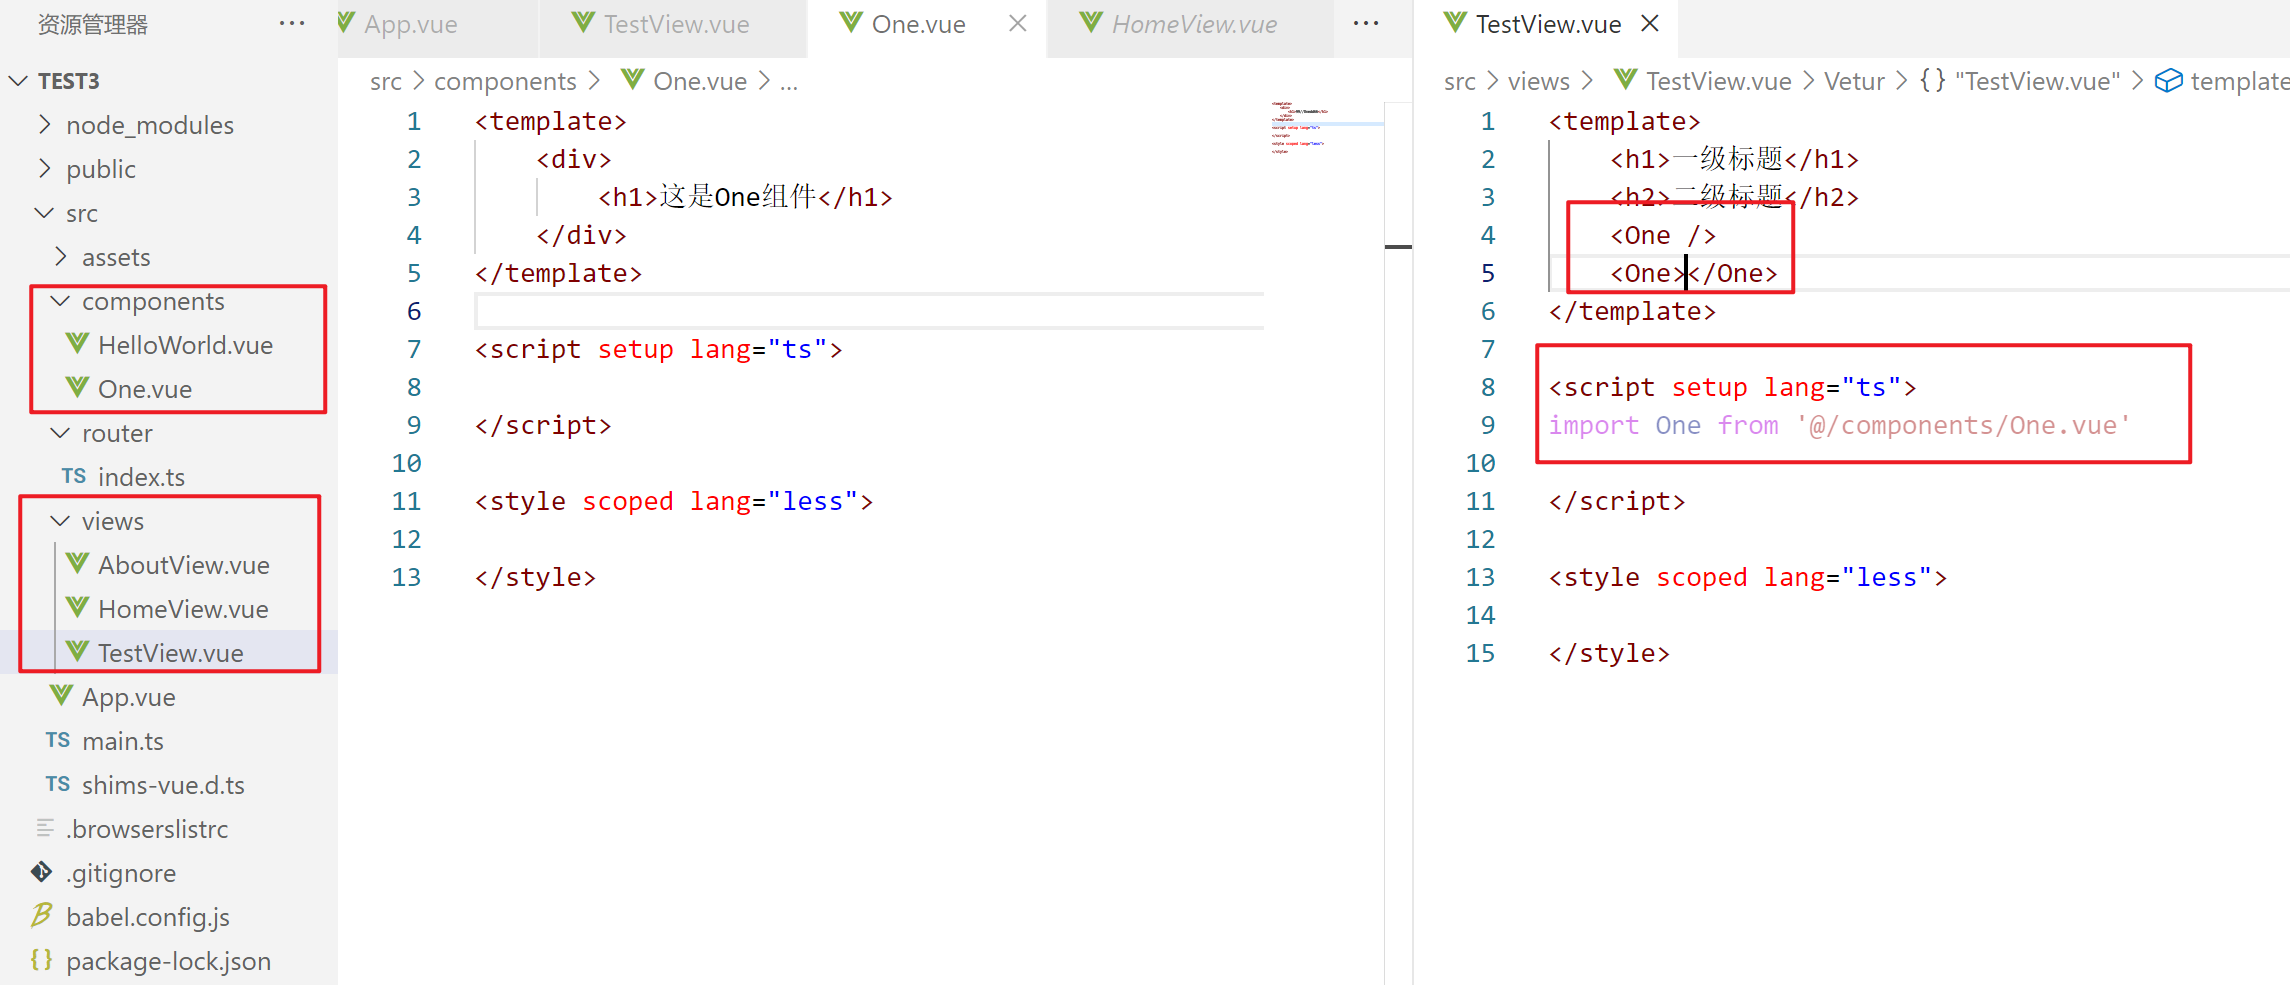 资源管理器 ···
TEST3
node_modules
public
src
assets
components
HelloWorld.vue
One.vue
router
TS index.ts
views
AboutView.vue
HomeView.vue
TestView.vue
App.vue
TS main.ts
TS shims-vue.d.ts
.browserslistrc
.gitignore
babel.config.js
{} package-lock.json
App.vue TestView.vue One.vue × HomeView.vue ···
src > components > One.vue > ...
1 <template>
2 <div>
3 <h1>这是One组件</h1>
4 </div>
5 </template>
6
7 <script setup lang="ts">
8
9 </script>
10
11 <style scoped lang="less">
12
13 </style>
TestView.vue ×
src > views > TestView.vue > Vetur > {} "TestView.vue" > template
1 <template>
2 <h1>一级标题</h1>
3 <h2>二级标题</h2>
4 <One />
5 <One></One>
6 </template>
7
8 <script setup lang="ts">
9 import One from '@/components/One.vue'
10
11 </script>
12
13 <style scoped lang="less">
14
15 </style>